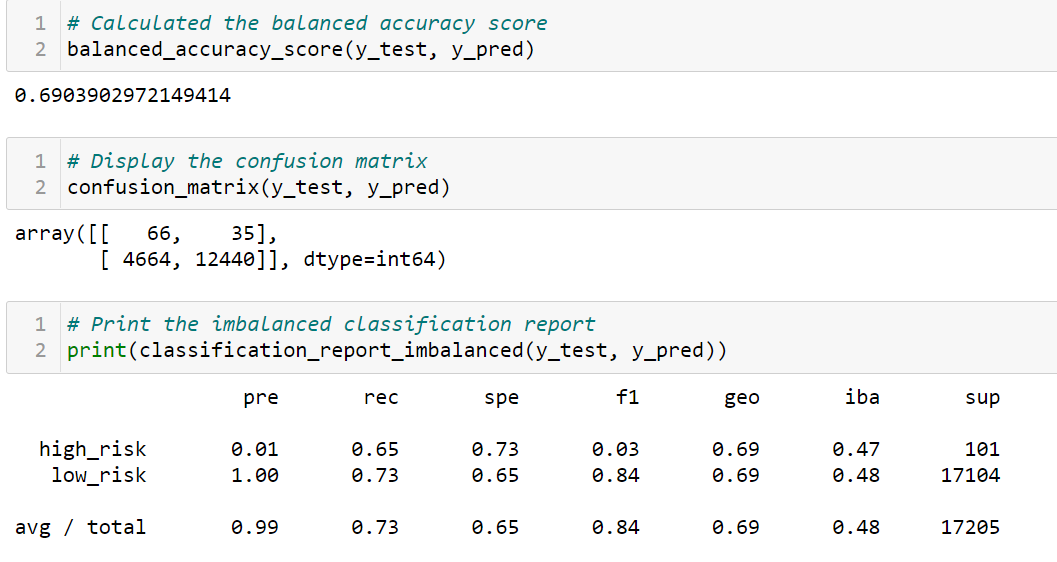 1 # Calculated the balanced accuracy score
2 balanced_accuracy_score(y_test, y_pred)
0.6903902972149414
1 # Display the confusion matrix
2 confusion_matrix(y_test, y_pred)
array([[   66,    35],
       [ 4664, 12440]], dtype=int64)
1 # Print the imbalanced classification report
2 print(classification_report_imbalanced(y_test, y_pred))
pre rec spe f1 geo iba sup
high_risk 0.01 0.65 0.73 0.03 0.69 0.47 101
low_risk 1.00 0.73 0.65 0.84 0.69 0.48 17104
avg / total 0.99 0.73 0.65 0.84 0.69 0.48 17205